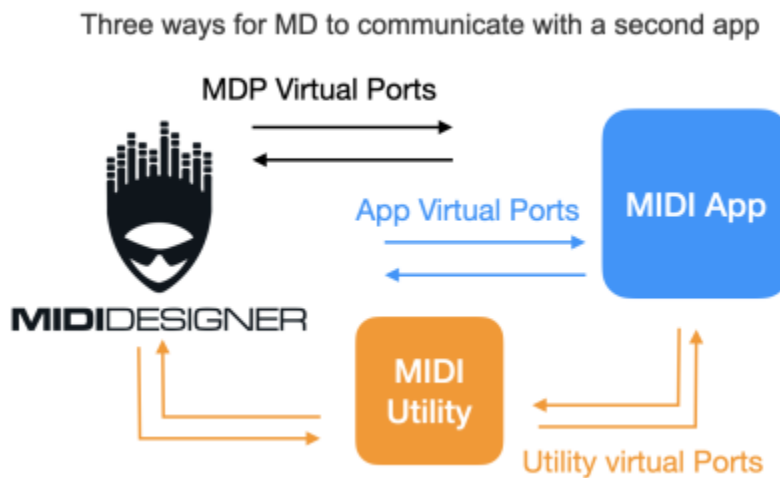 Three ways for MD to communicate with a second app
MDP Virtual Ports
MIDI App
App Virtual Ports
MIDIDESIGNER
MIDI
Utility
Utility virtual Ports